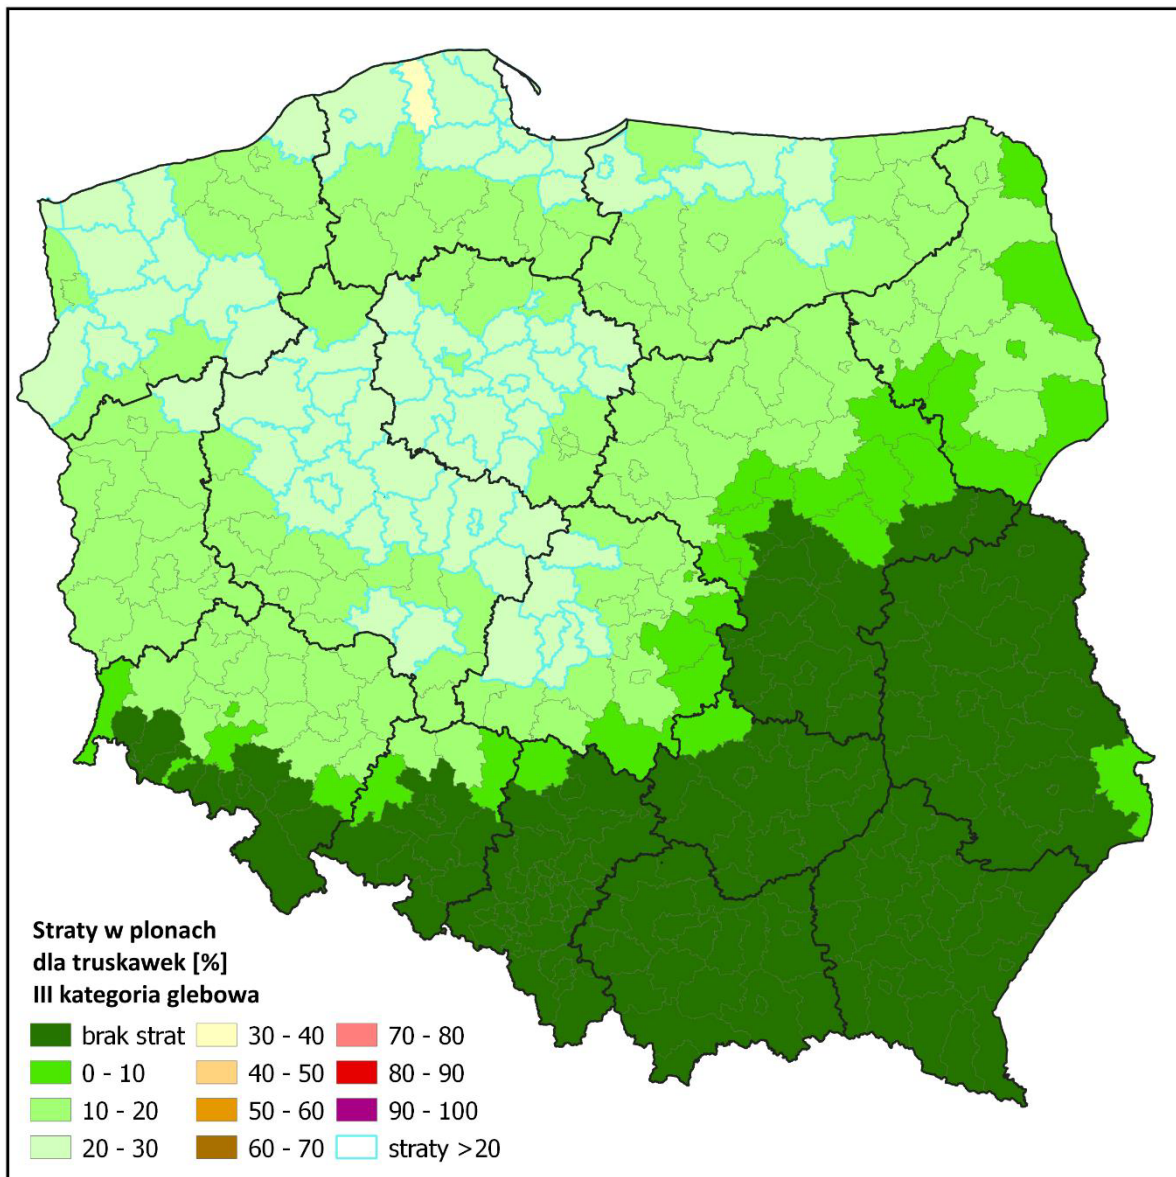 Straty w plonach
dla truskawek [%]
III kategoria glebowa
brak strat
0 - 10
10 - 20
20 - 30
30 - 40
40 - 50
50 - 60
60 - 70
70 - 80
80 - 90
90 - 100
straty >20